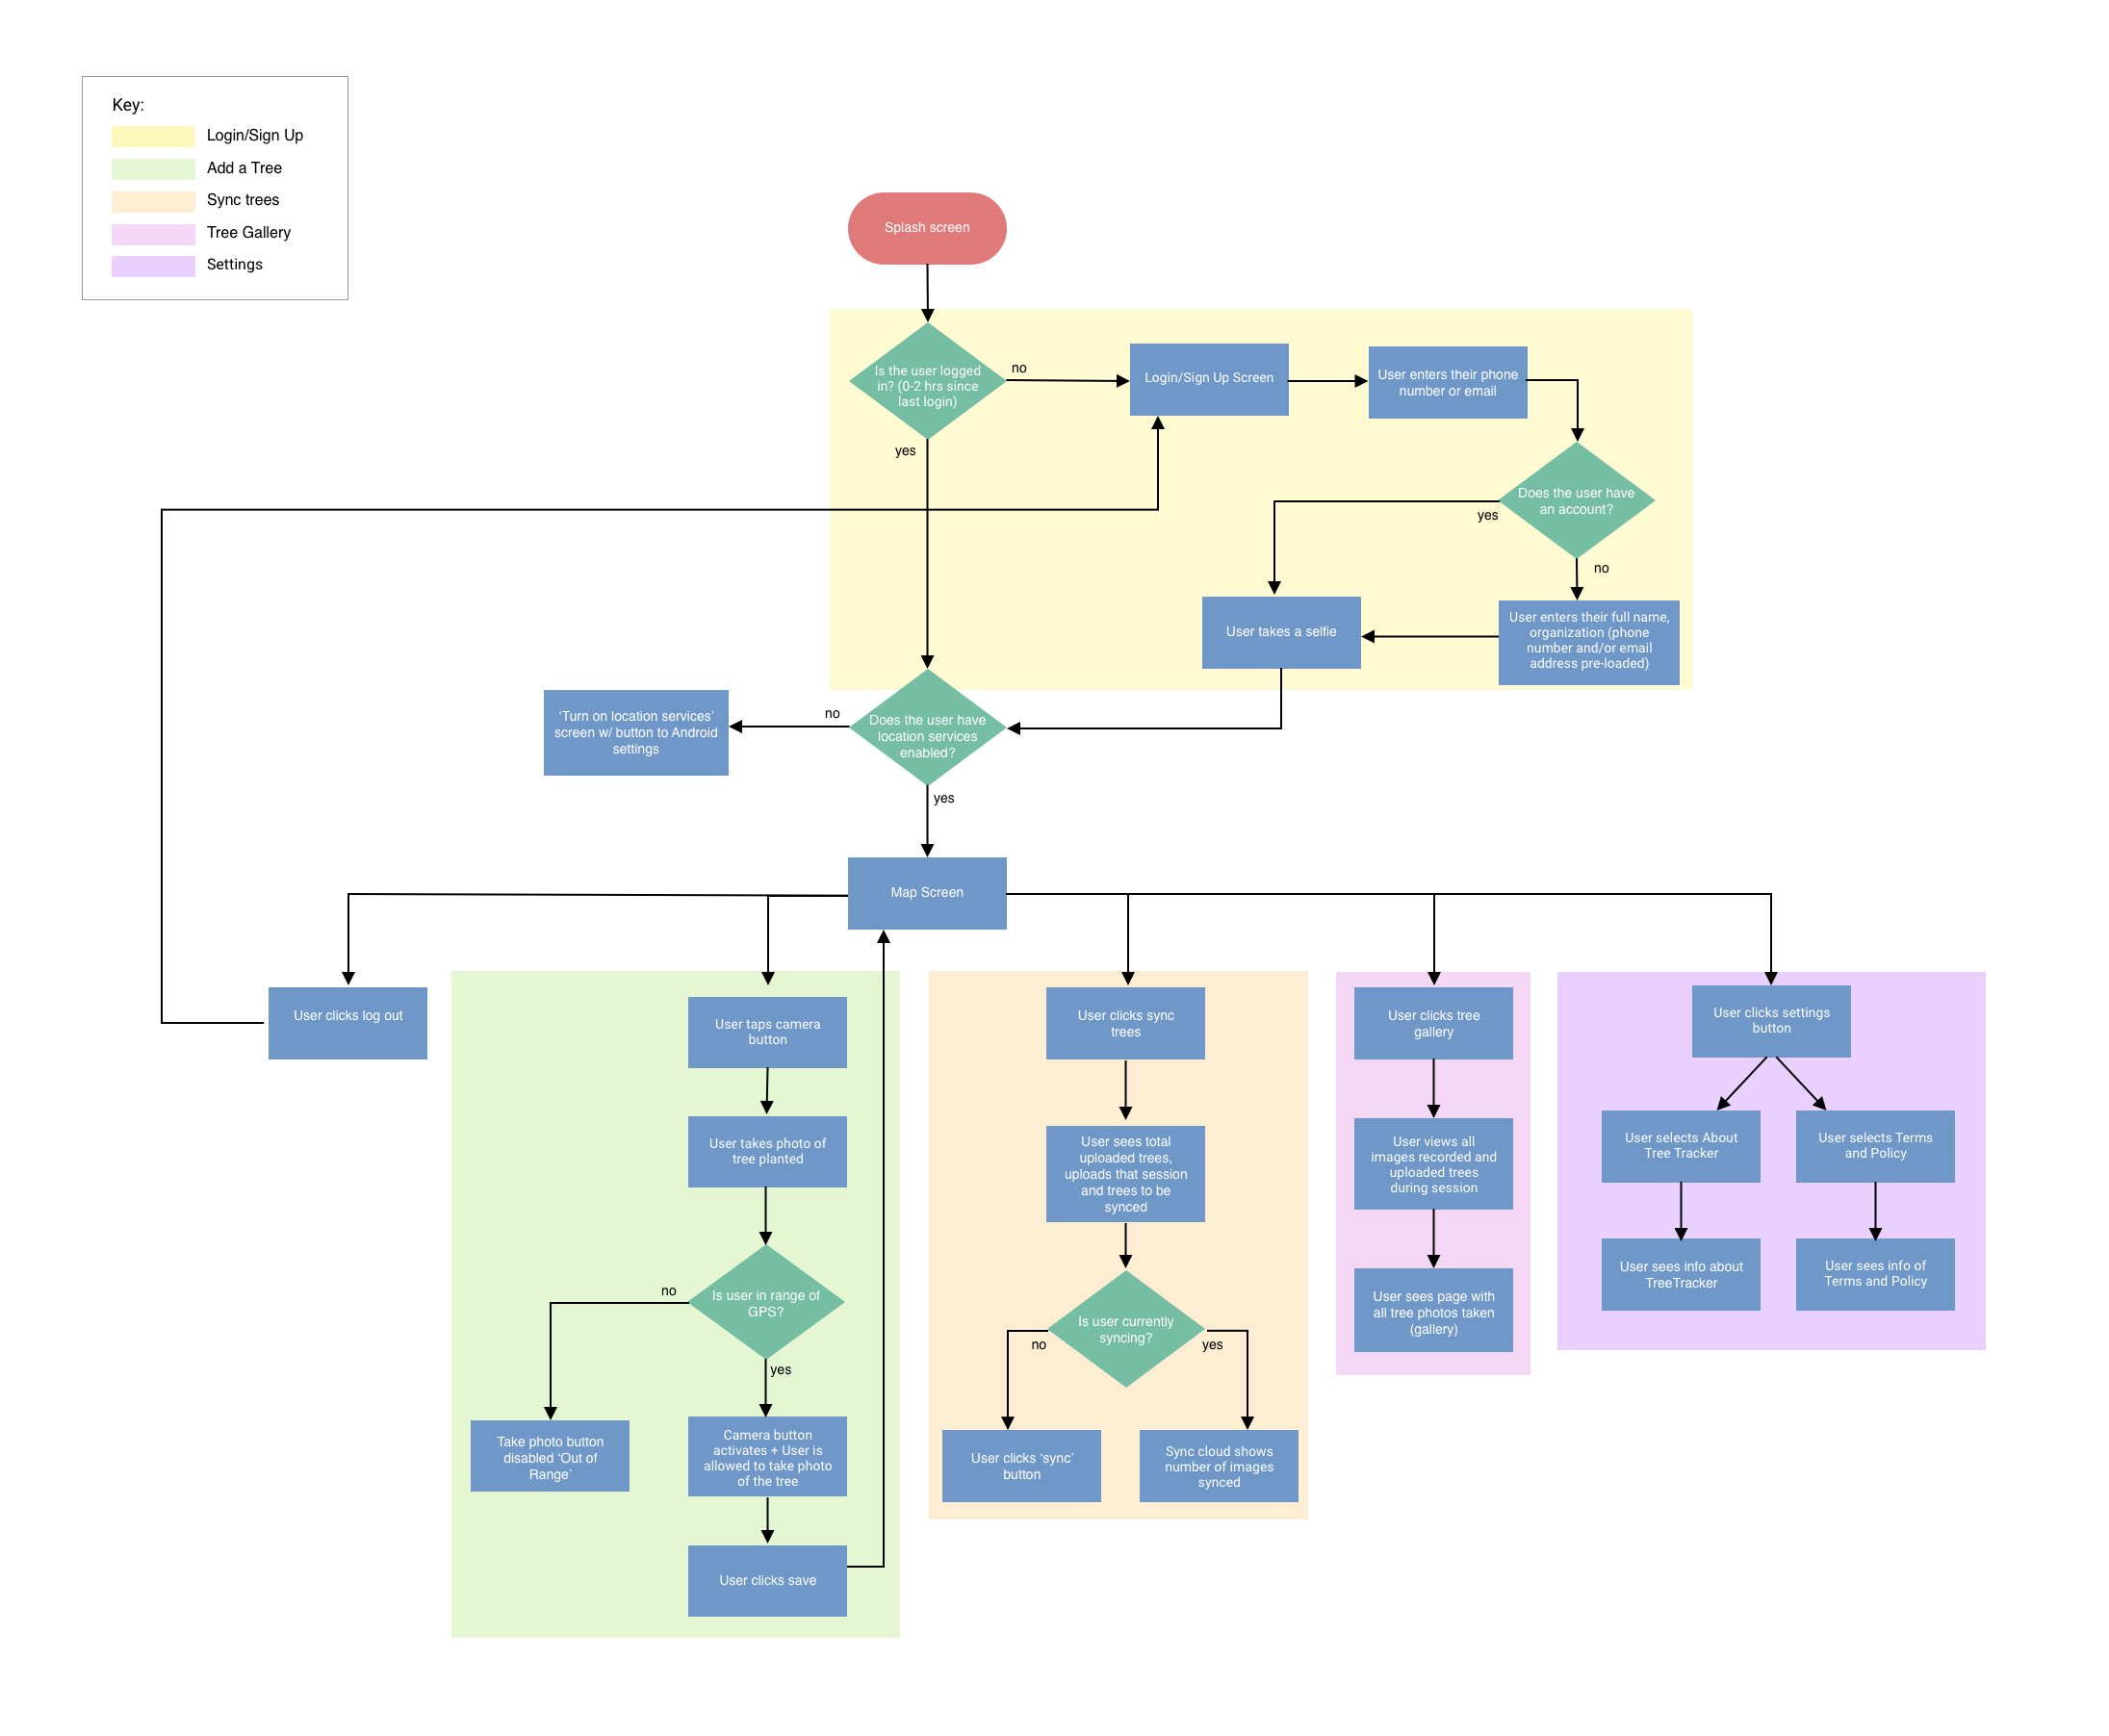 Key:
Login/Sign Up
Add a Tree
Sync trees
Tree Gallery
Settings
Splash screen
Is the user logged
in? (0-2 hrs since
last login)
no
yes
Login/Sign Up Screen
User enters their phone
number or email
Does the user have
an account?
yes
no
User takes a selfie
User enters their full name,
organization (phone
number and/or email
address pre-loaded)
‘Turn on location services’
screen w/ button to Android
settings
no
Does the user have
location services
enabled?
yes
Map Screen
User clicks log out
User taps camera
button
User takes photo of
tree planted
Is user in range of
GPS?
no
yes
Take photo button
disabled ‘Out of
Range’
Camera button
activates + User is
allowed to take photo
of the tree
User clicks save
User clicks sync
trees
User sees total
uploaded trees,
uploads that session
and trees to be
synced
Is user currently
syncing?
no
yes
User clicks ‘sync’
button
Sync cloud shows
number of images
synced
User clicks tree
gallery
User views all
images recorded and
uploaded trees
during session
User sees page with
all tree photos taken
(gallery)
User clicks settings
button
User selects About
Tree Tracker
User selects Terms
and Policy
User sees info about
TreeTracker
User sees info of
Terms and Policy